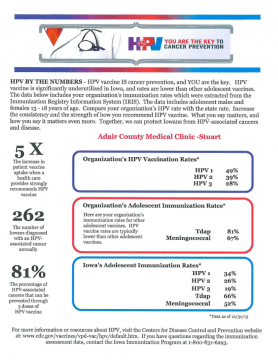 HPV YOU ARE THE KEY TO
CANCER PREVENTION
HPV BY THE NUMBERS - HPV vaccine IS cancer prevention, and YOU are the key. HPV
vaccine is significantly underutilized in Iowa, and rates are lower than other adolescent vaccines.
The data below includes your organization's immunization rates which were extracted from the
Immunization Registry Information System (IRIS). The data includes adolescent males and
females 13 - 18 years of age. Compare your organization's HPV rate with the state rate. Increase
the consistency and the strength of how you recommend HPV vaccine. What you say matters, and
how you say it matters even more. Together, we can protect Iowans from HPV-associated cancers
and disease.
Adair County Medical Clinic -Stuart
5 X
The increase in
patient vaccine
uptake when a
health care
provider strongly
recommends HPV
vaccine
Organization's HPV Vaccination Rates*
HPV 1 49%
HPV 2 39%
HPV 3 28%
262
The number of
Iowans diagnosed
with an HPV-
associated cancer
annually
Organization's Adolescent Immunization Rates*
Here are your organization's
immunization rates for other
adolescent vaccines. HPV
vaccine rates are typically
lower than other adolescent
vaccines.
Tdap 81%
Meningococcal 67%
81%
The percentage of
HPV-associated
cancers that can be
prevented through
3 doses of
HPV vaccine
Iowa's Adolescent Immunization Rates*
HPV 1 34%
HPV 2 26%
HPV 3 19%
Tdap 66%
Meningococcal 52%
*Data as of 12/31/13
For more information or resources about HPV, visit the Centers for Disease Control and Prevention website
at: www.cdc.gov/vaccines/vpd-vac/hpv/default.htm. If you have questions regarding the immunization
assessment data, contact the Iowa Immunization Program at 1-800-831-6293.